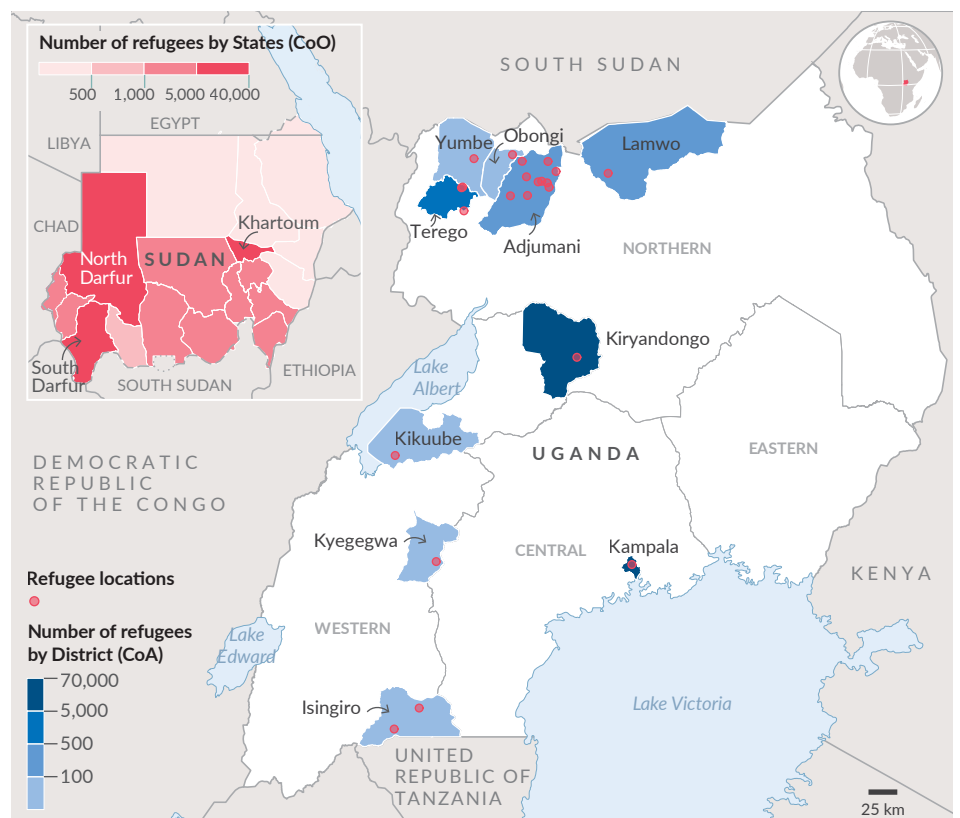 Number of refugees by States (CoO)
500
1,000
5,000
40,000
EGYPT
LIBYA
CHAD
Khartoum
SUDAN
North
Darfur
South
Darfur
SOUTH SUDAN
ETHIOPIA
SOUTH SUDAN
Yumbe
Obongi
Lamwo
Terego
Adjumani
NORTHERN
Kiryandongo
Lake
Albert
Kikuube
UGANDA
EASTERN
DEMOCRATIC
REPUBLIC
OF THE CONGO
Kyegegwa
CENTRAL
Kampala
KENYA
Refugee locations
Number of refugees
by District (CoA)
70,000
5,000
500
100
WESTERN
Lake
Edward
Isingiro
Lake Victoria
UNITED
REPUBLIC OF
TANZANIA
25 km